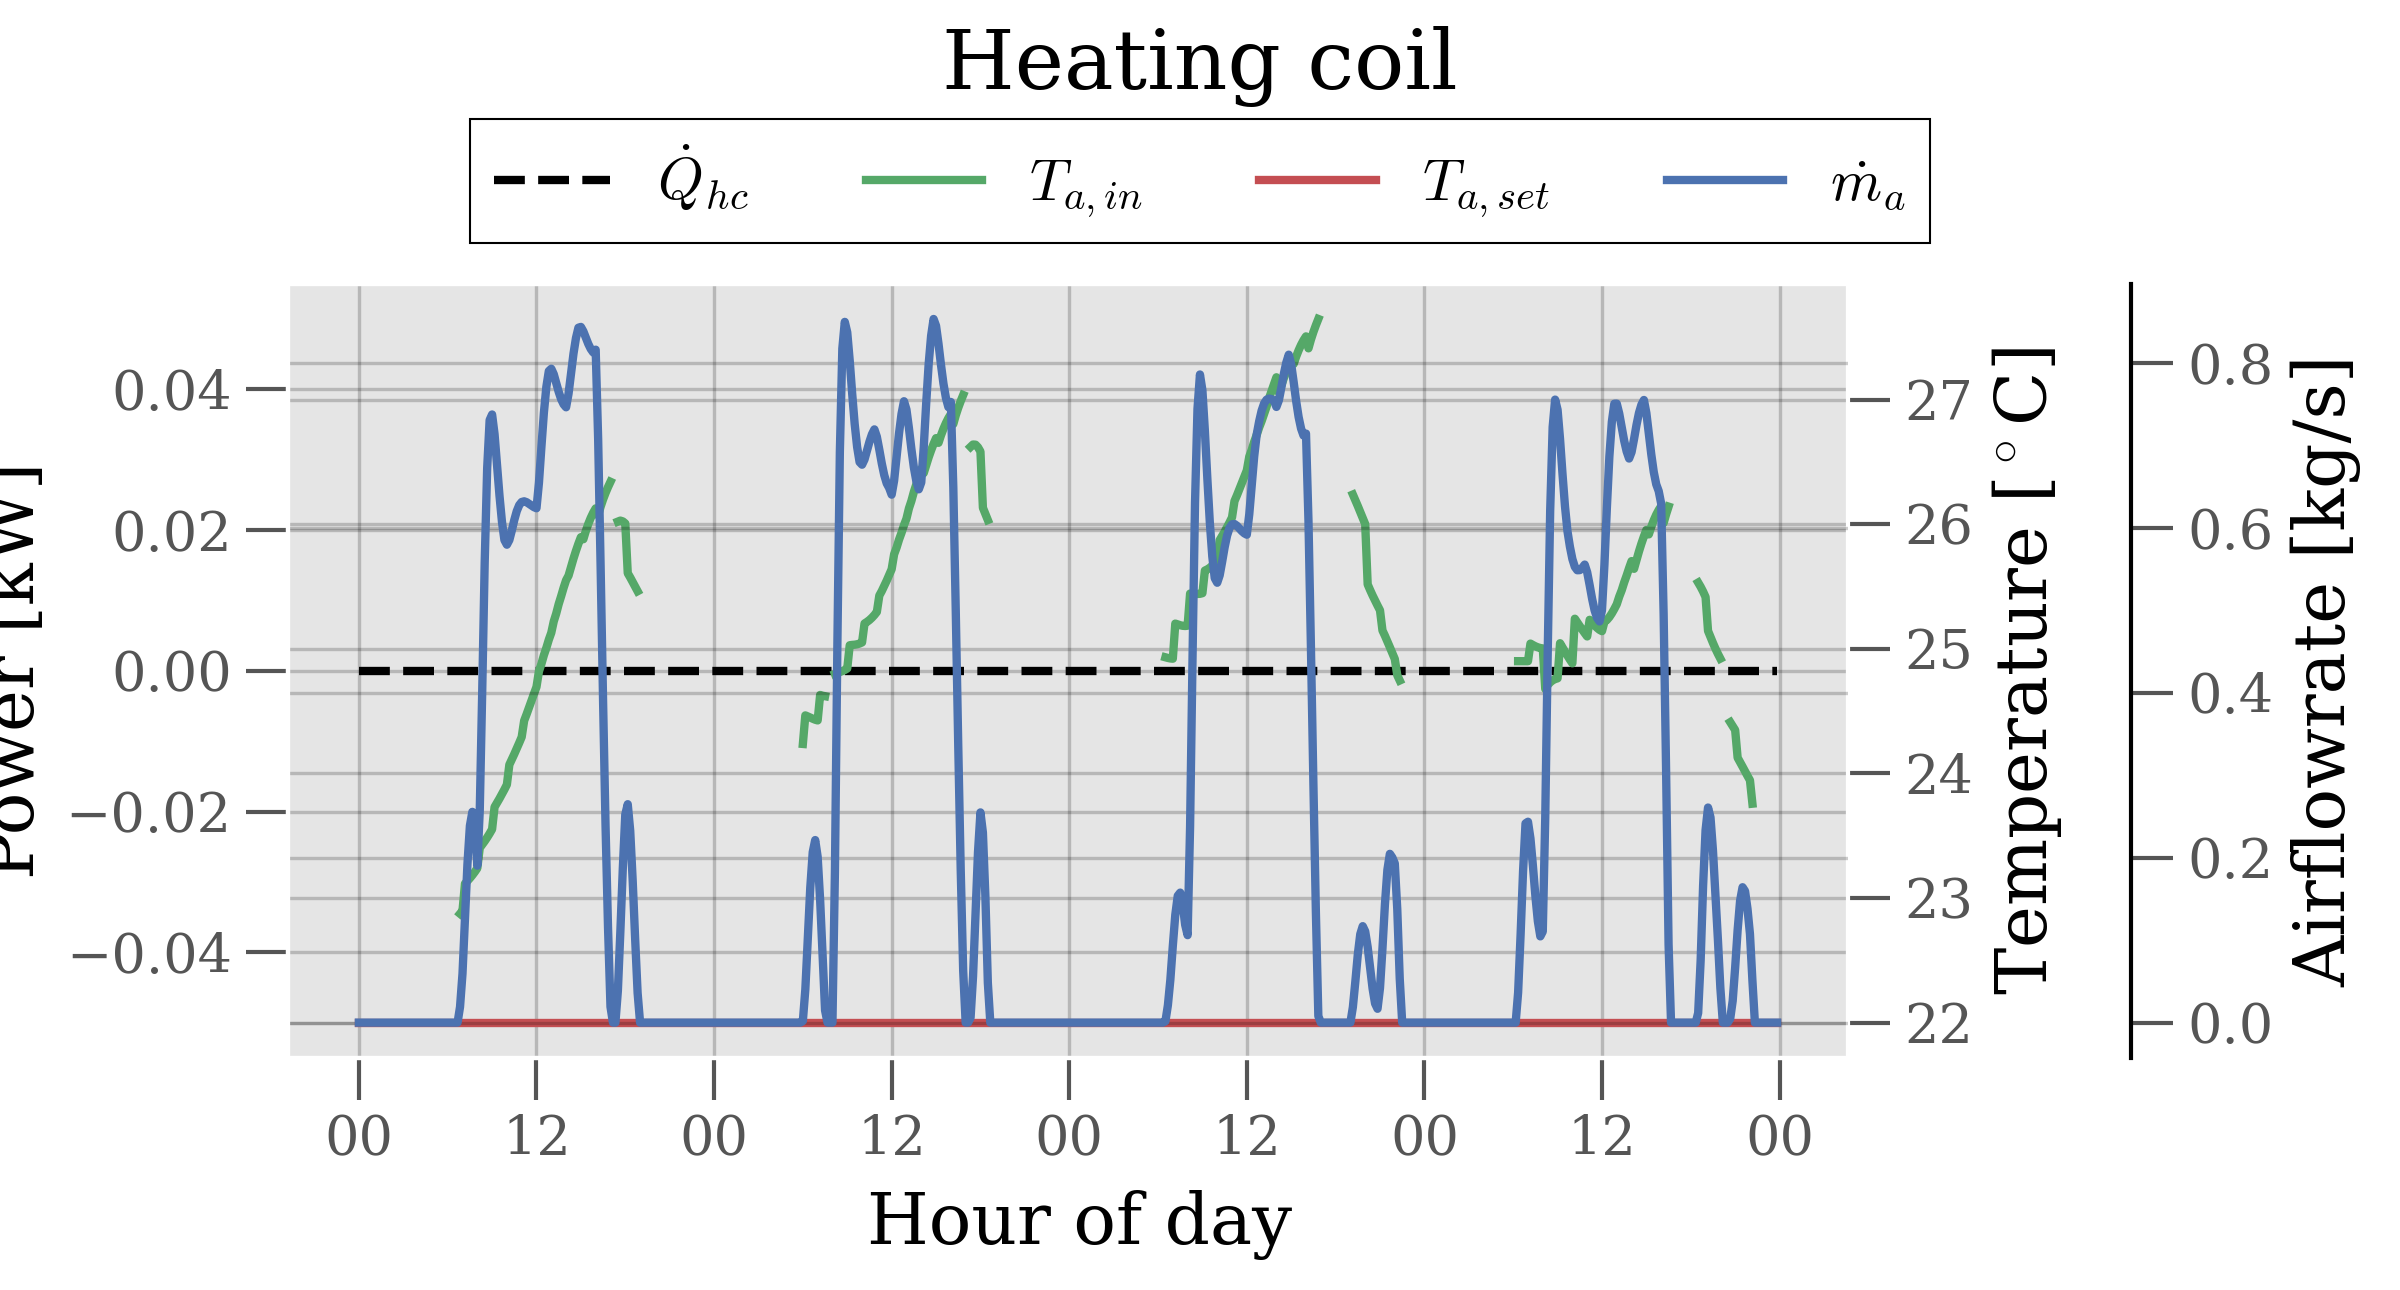 Heating coil
Q̇hc Ta,in Ta,set ṁa
0.04
0.02
0.00
−0.02
−0.04
Power [kW]
27
26
25
24
23
22
Temperature [°C]
0.8
0.6
0.4
0.2
0.0
Airflowrate [kg/s]
00 12 00 12 00 12 00 12 00
Hour of day